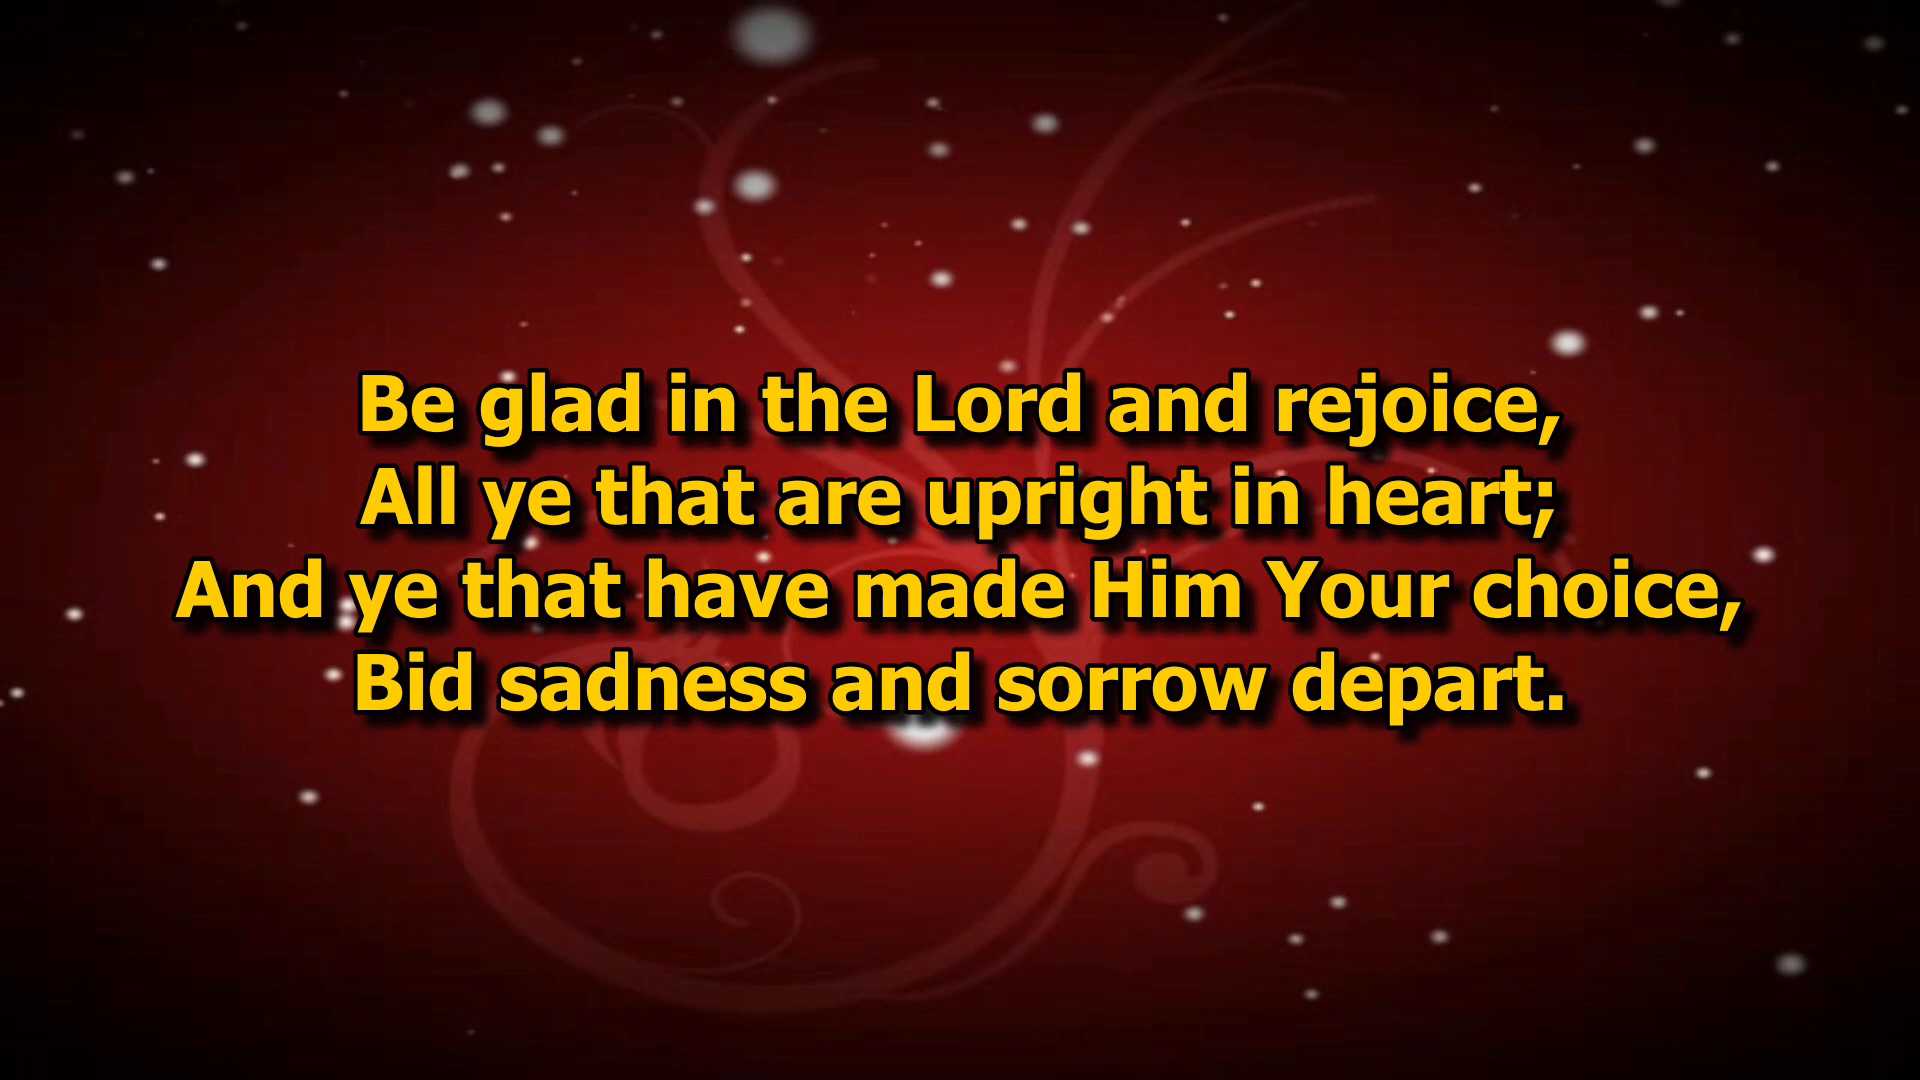 Be glad in the Lord and rejoice,
All ye that are upright in heart;
And ye that have made Him Your choice,
Bid sadness and sorrow depart.